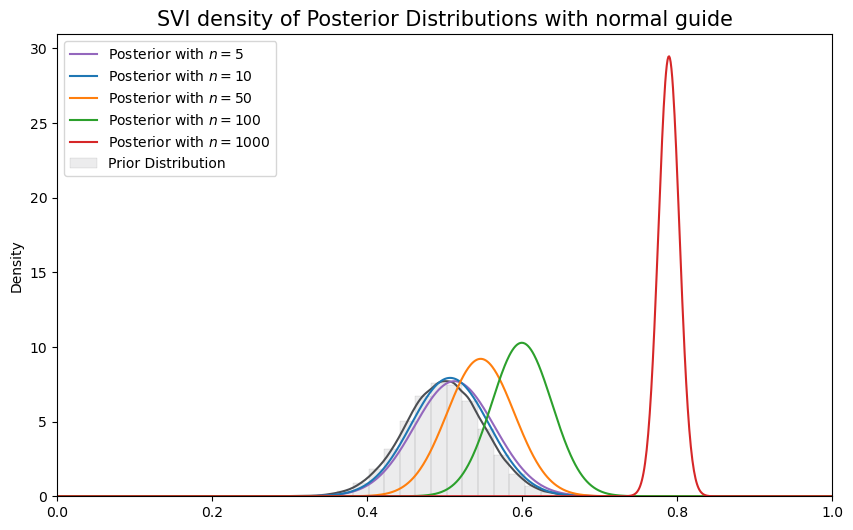 SVI density of Posterior Distributions with normal guide
Posterior with n = 5
Posterior with n = 10
Posterior with n = 50
Posterior with n = 100
Posterior with n = 1000
Prior Distribution
Density
30
25
20
15
10
5
0
0.0 0.2 0.4 0.6 0.8 1.0